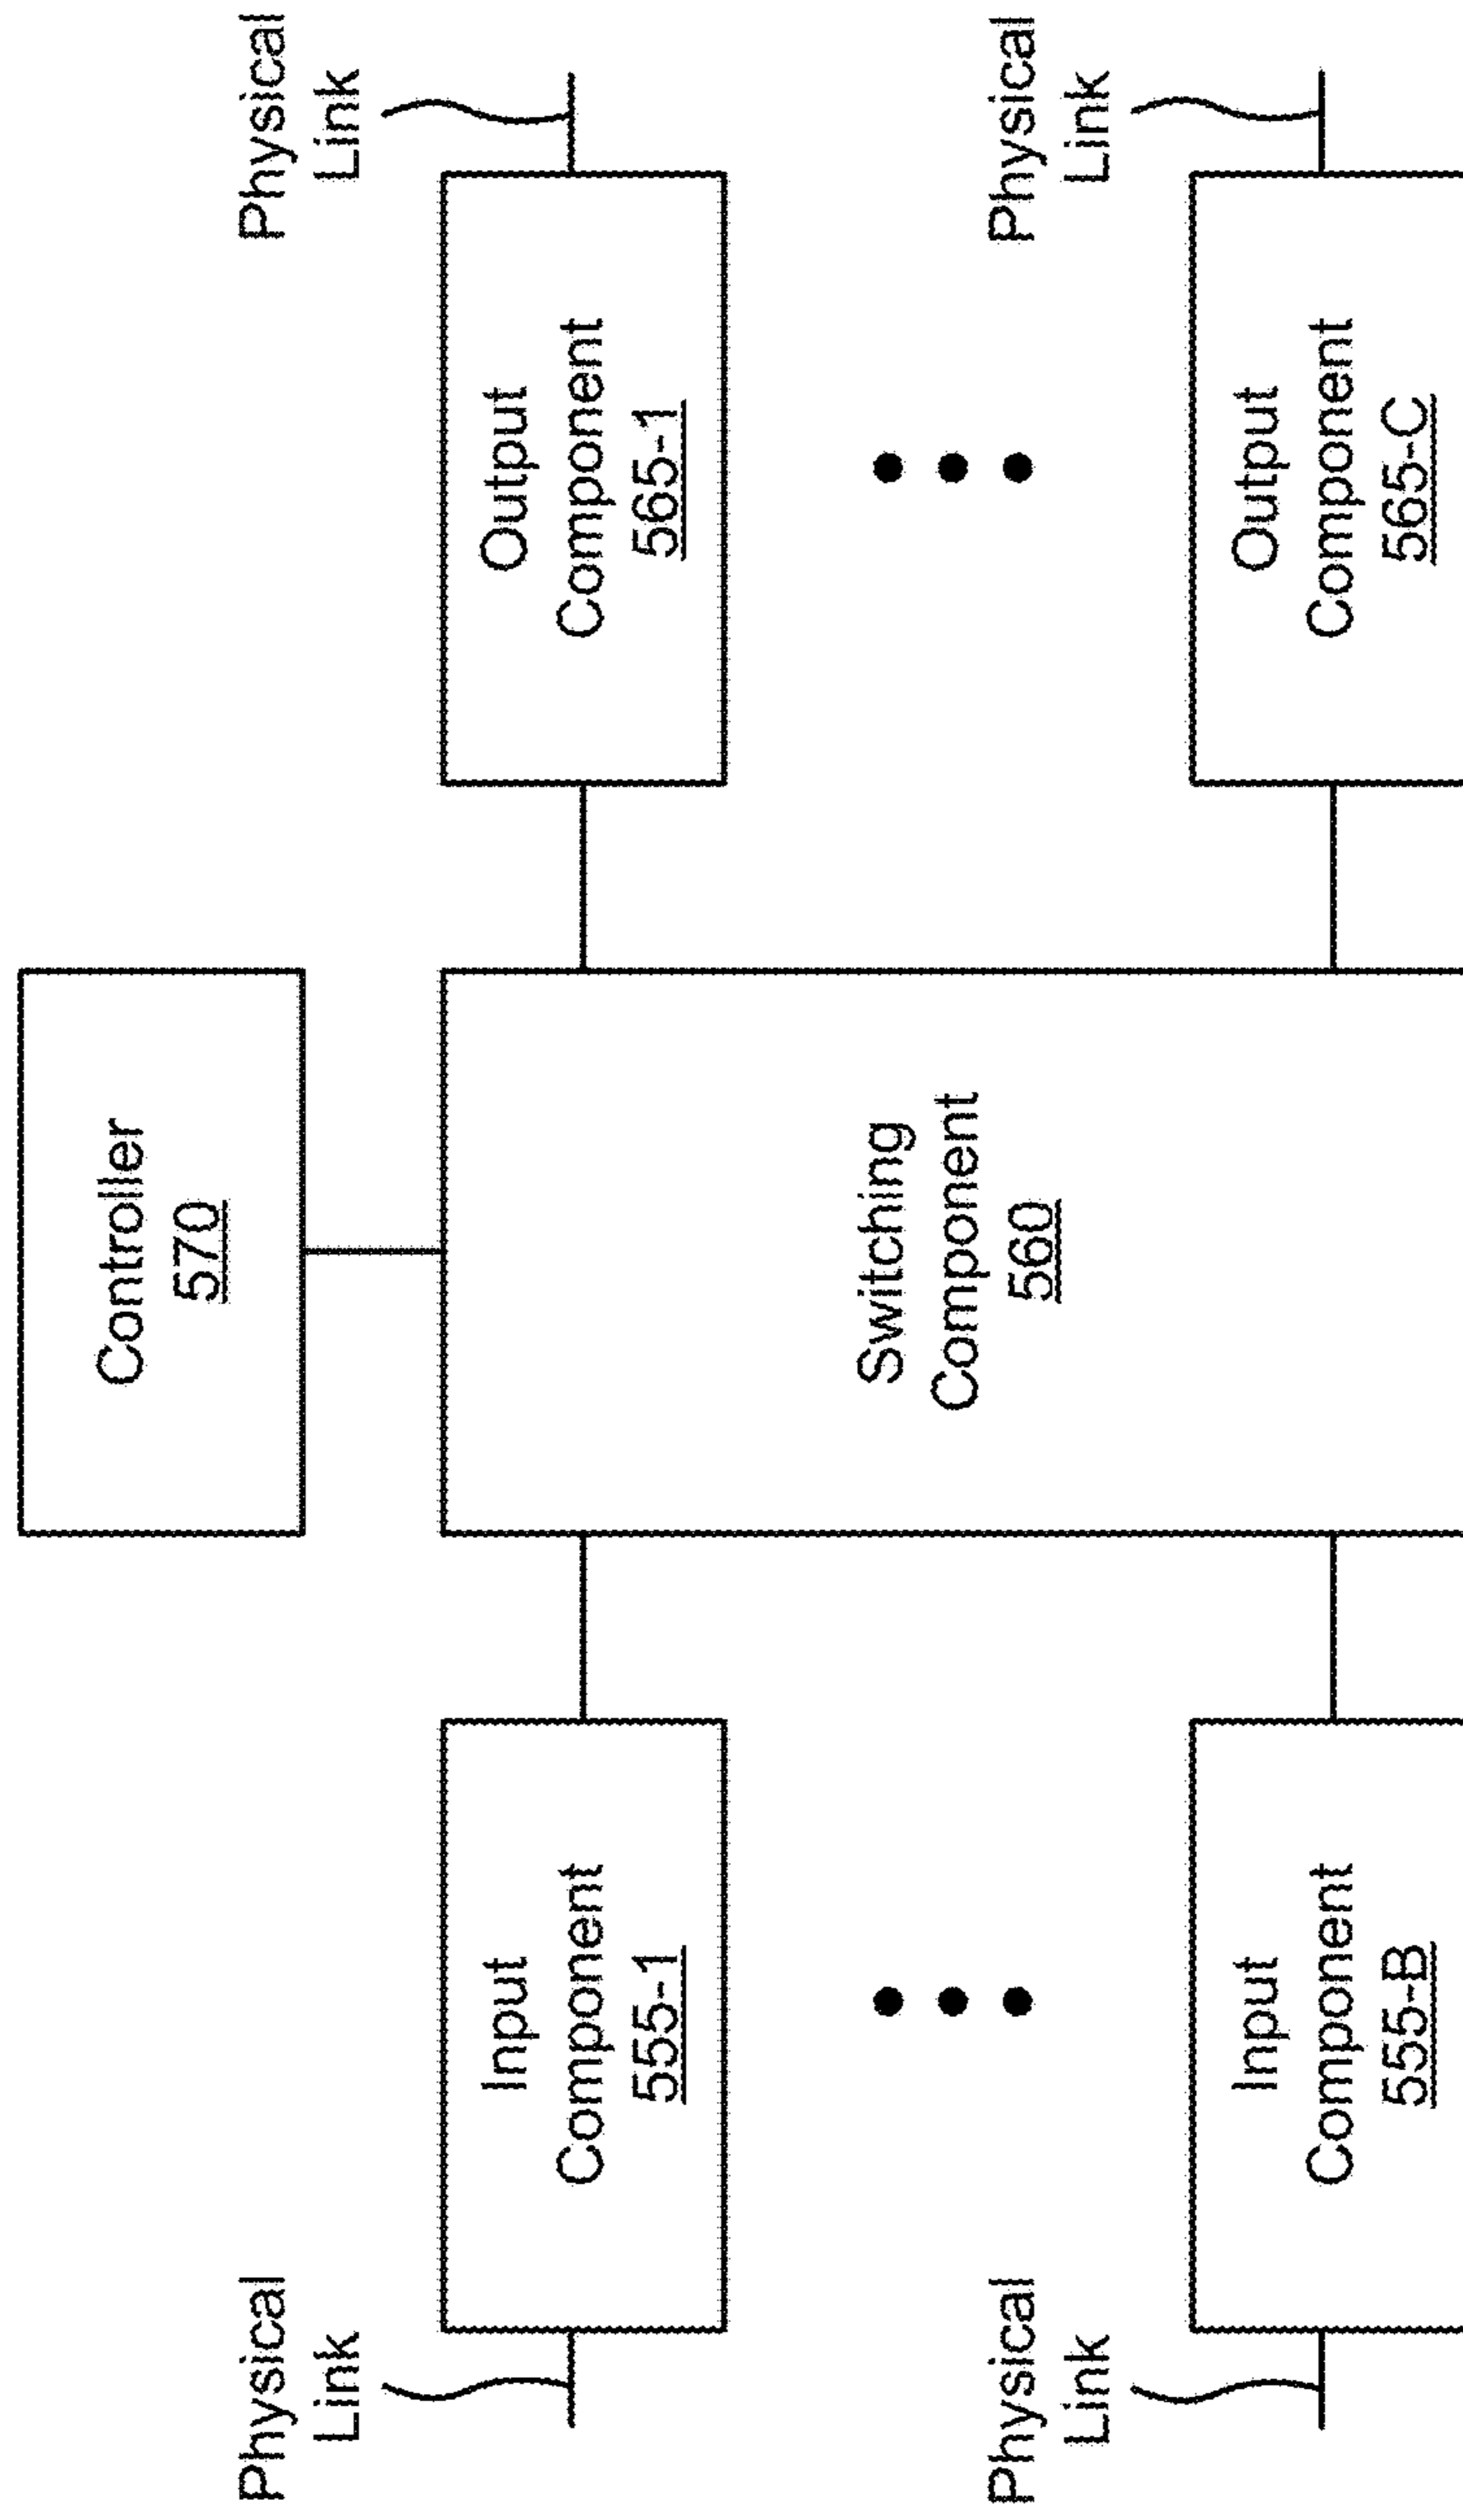 Controller
570
Physical
Link
Physical
Link
Input
Component
555-1
Switching
Component
560
Output
Component
565-1
Physical
Link
Physical
Link
Input
Component
555-B
Output
Component
565-C